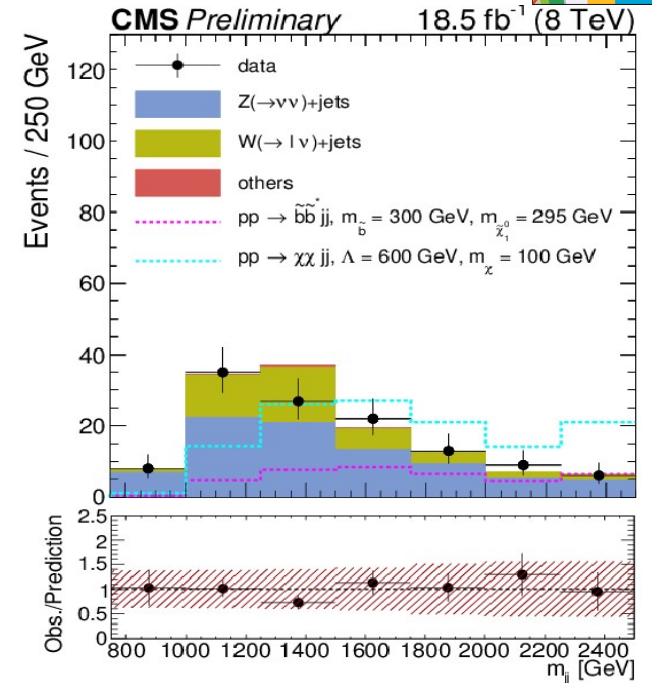 CMS Preliminary 18.5 fb⁻¹ (8 TeV)
Events / 250 GeV
120
100
80
60
40
20
0
data
Z(→νν)+jets
W(→ l ν)+jets
others
pp → b̃b̃* jj, m_b̃ = 300 GeV, m_χ̃⁰₁ = 295 GeV
pp → χχ jj, Λ = 600 GeV, m_χ = 100 GeV
Obs./Prediction
2.5
2
1.5
1
0.5
0
800 1000 1200 1400 1600 1800 2000 2200 2400
m_jj [GeV]